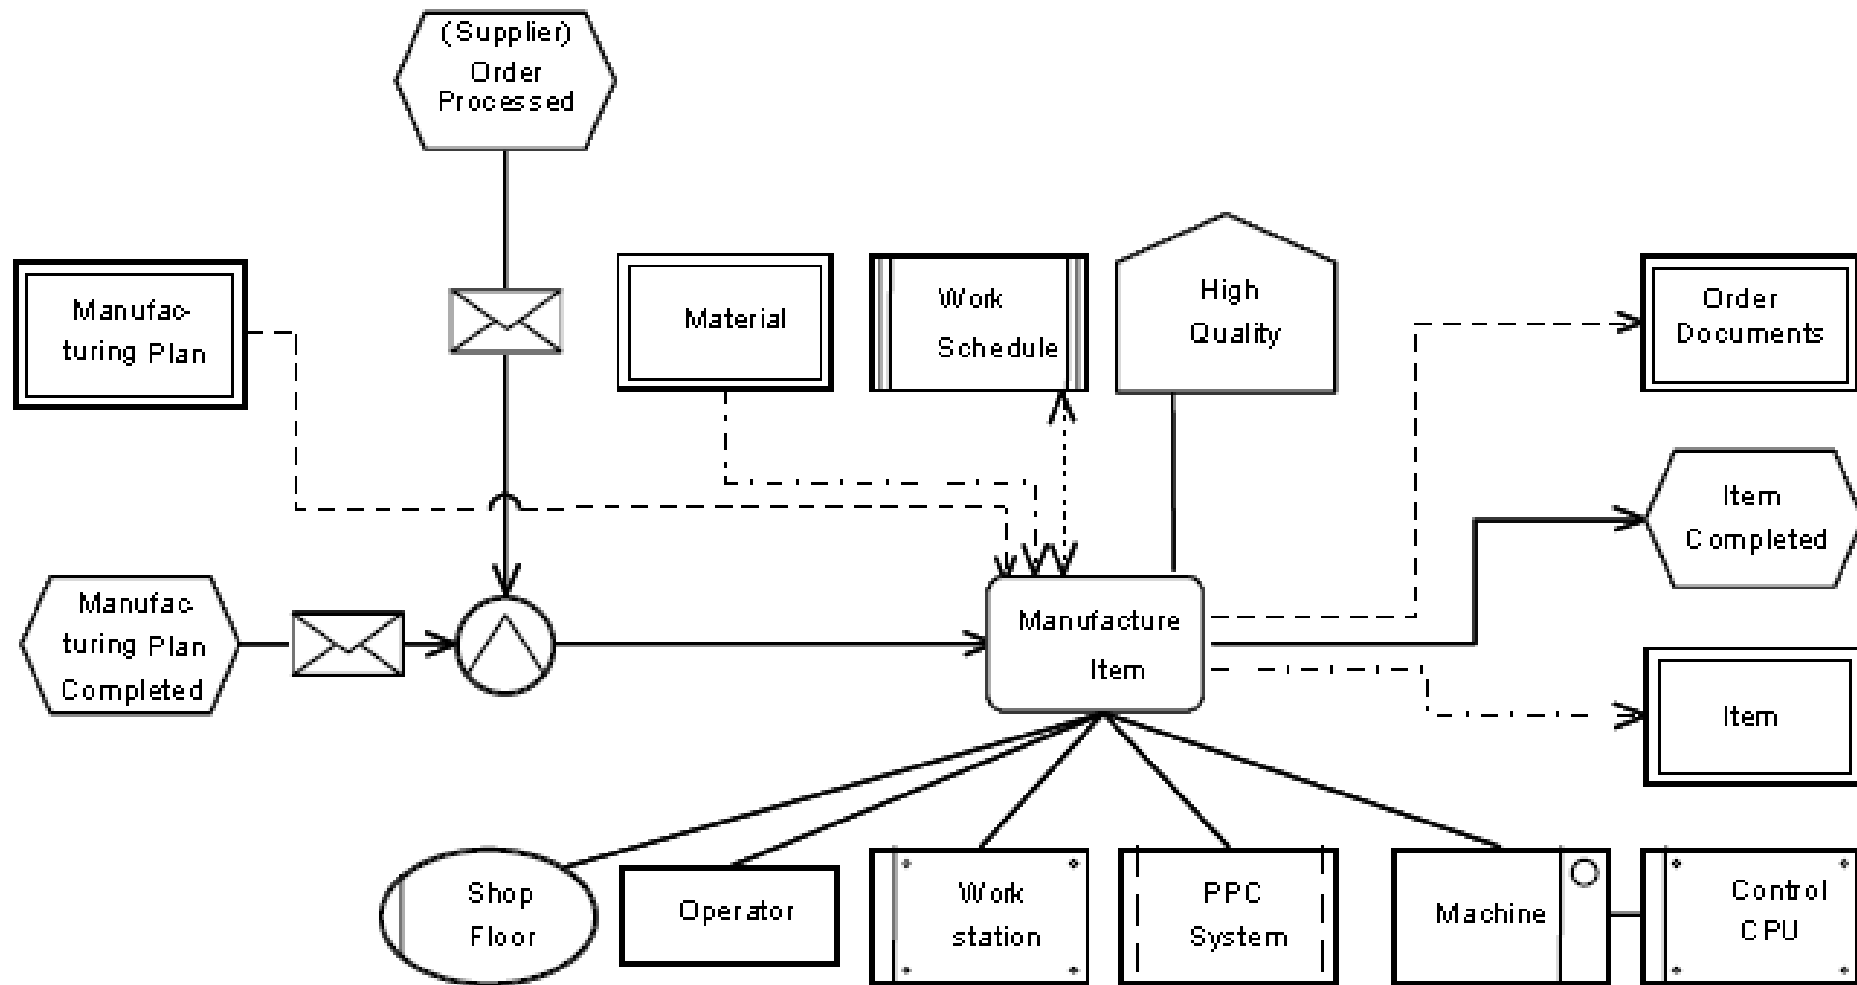 (Supplier)
Order
Processed
Manufac-
turing Plan
Material
Work
Schedule
High
Quality
Order
Documents
Item
Completed
Manufac-
turing Plan
Completed
Manufacture
Item
Item
Shop
Floor
Operator
Work
station
PPC
System
Machine
Control
CPU